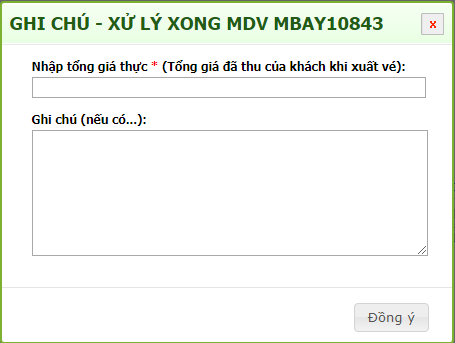 GHI CHÚ - XỬ LÝ XONG MDV MBAY10843
x
Nhập tổng giá thực * (Tổng giá đã thu của khách khi xuất vé):
Ghi chú (nếu có...):
Đồng ý